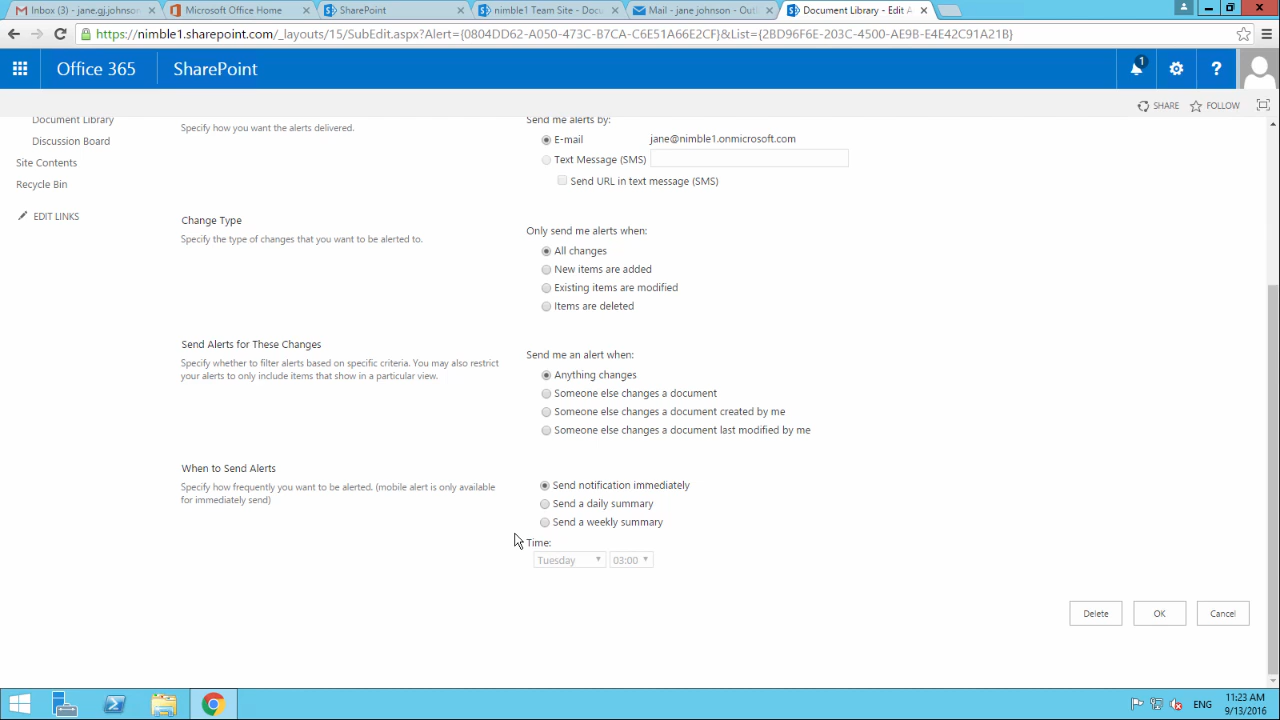 Inbox (3) - jane.gj.johnson
Microsoft Office Home
SharePoint
nimble1 Team Site - Docu
Mail - jane johnson - Outl
Document Library - Edit A
https://nimble1.sharepoint.com/_layouts/15/SubEdit.aspx?Alert={0804DD62-A050-473C-B7CA-C6E51A66E2CF}&List={2BD96F6E-203C-4500-AE9B-E4E42C91A21B}
Office 365
SharePoint
1
?
SHARE
FOLLOW
Document Library
Discussion Board
Site Contents
Recycle Bin
EDIT LINKS
Specify how you want the alerts delivered.
Send me alerts by:
E-mail
jane@nimble1.onmicrosoft.com
Text Message (SMS)
Send URL in text message (SMS)
Change Type
Specify the type of changes that you want to be alerted to.
Only send me alerts when:
All changes
New items are added
Existing items are modified
Items are deleted
Send Alerts for These Changes
Specify whether to filter alerts based on specific criteria. You may also restrict
your alerts to only include items that show in a particular view.
Send me an alert when:
Anything changes
Someone else changes a document
Someone else changes a document created by me
Someone else changes a document last modified by me
When to Send Alerts
Specify how frequently you want to be alerted. (mobile alert is only available
for immediately send)
Send notification immediately
Send a daily summary
Send a weekly summary
Time:
Tuesday
03:00
Delete
OK
Cancel
ENG
11:23 AM
9/13/2016